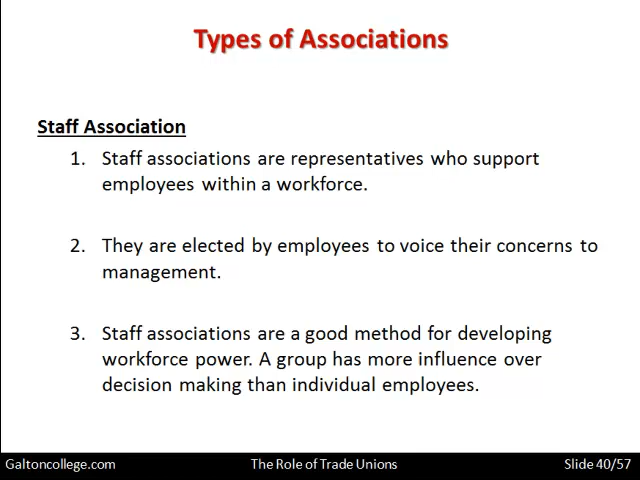 Types of Associations
Staff Association
1. Staff associations are representatives who support
employees within a workforce.
2. They are elected by employees to voice their concerns to
management.
3. Staff associations are a good method for developing
workforce power. A group has more influence over
decision making than individual employees.
Galtoncollege.com The Role of Trade Unions Slide 40/57